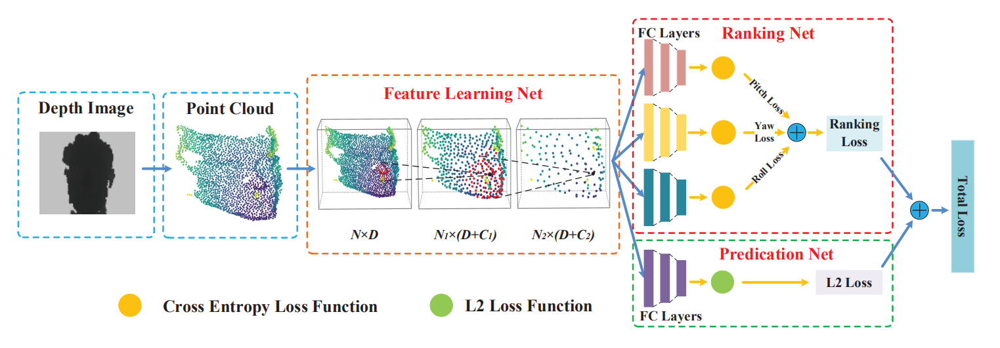 Depth Image
Point Cloud
Feature Learning Net
N×D
N1×(D+C1)
N2×(D+C2)
FC Layers
Ranking Net
Pitch Loss
Yaw
Loss
Roll Loss
Ranking
Loss
Predication Net
L2 Loss
FC Layers
Total Loss
Cross Entropy Loss Function
L2 Loss Function